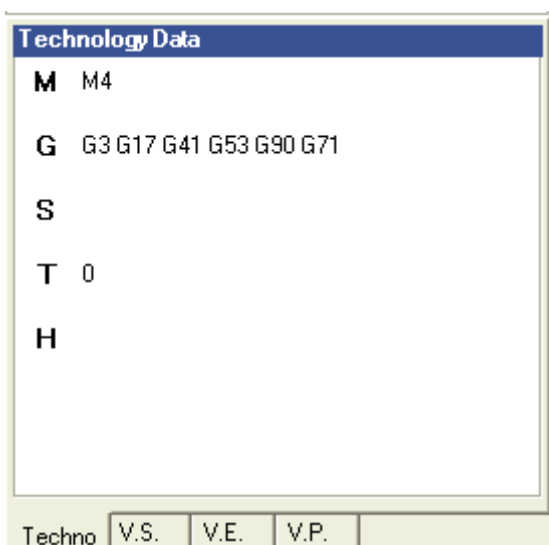 Technology Data
M M4
G G3 G17 G41 G53 G90 G71
S
T 0
H
Techno V.S. V.E. V.P.